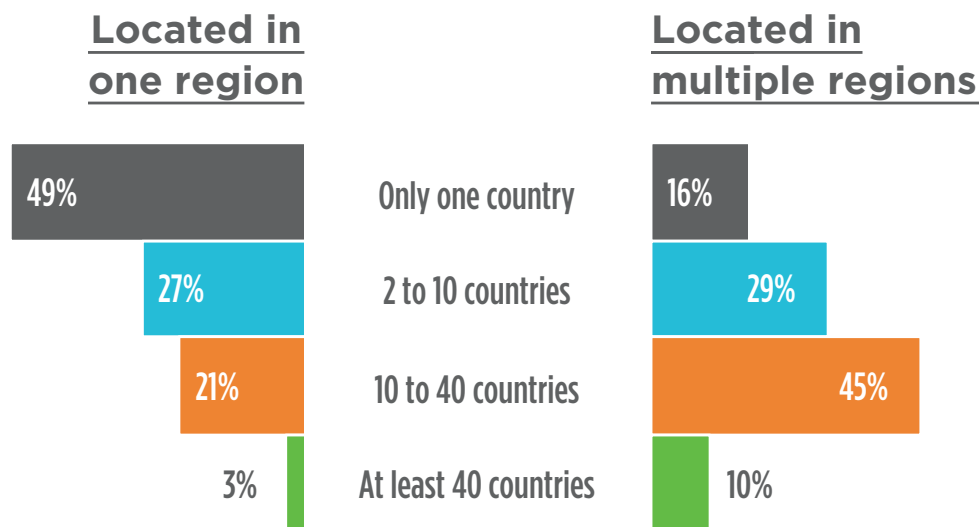 Located in
one region
Located in
multiple regions
49%
Only one country
16%
27%
2 to 10 countries
29%
21%
10 to 40 countries
45%
3%
At least 40 countries
10%